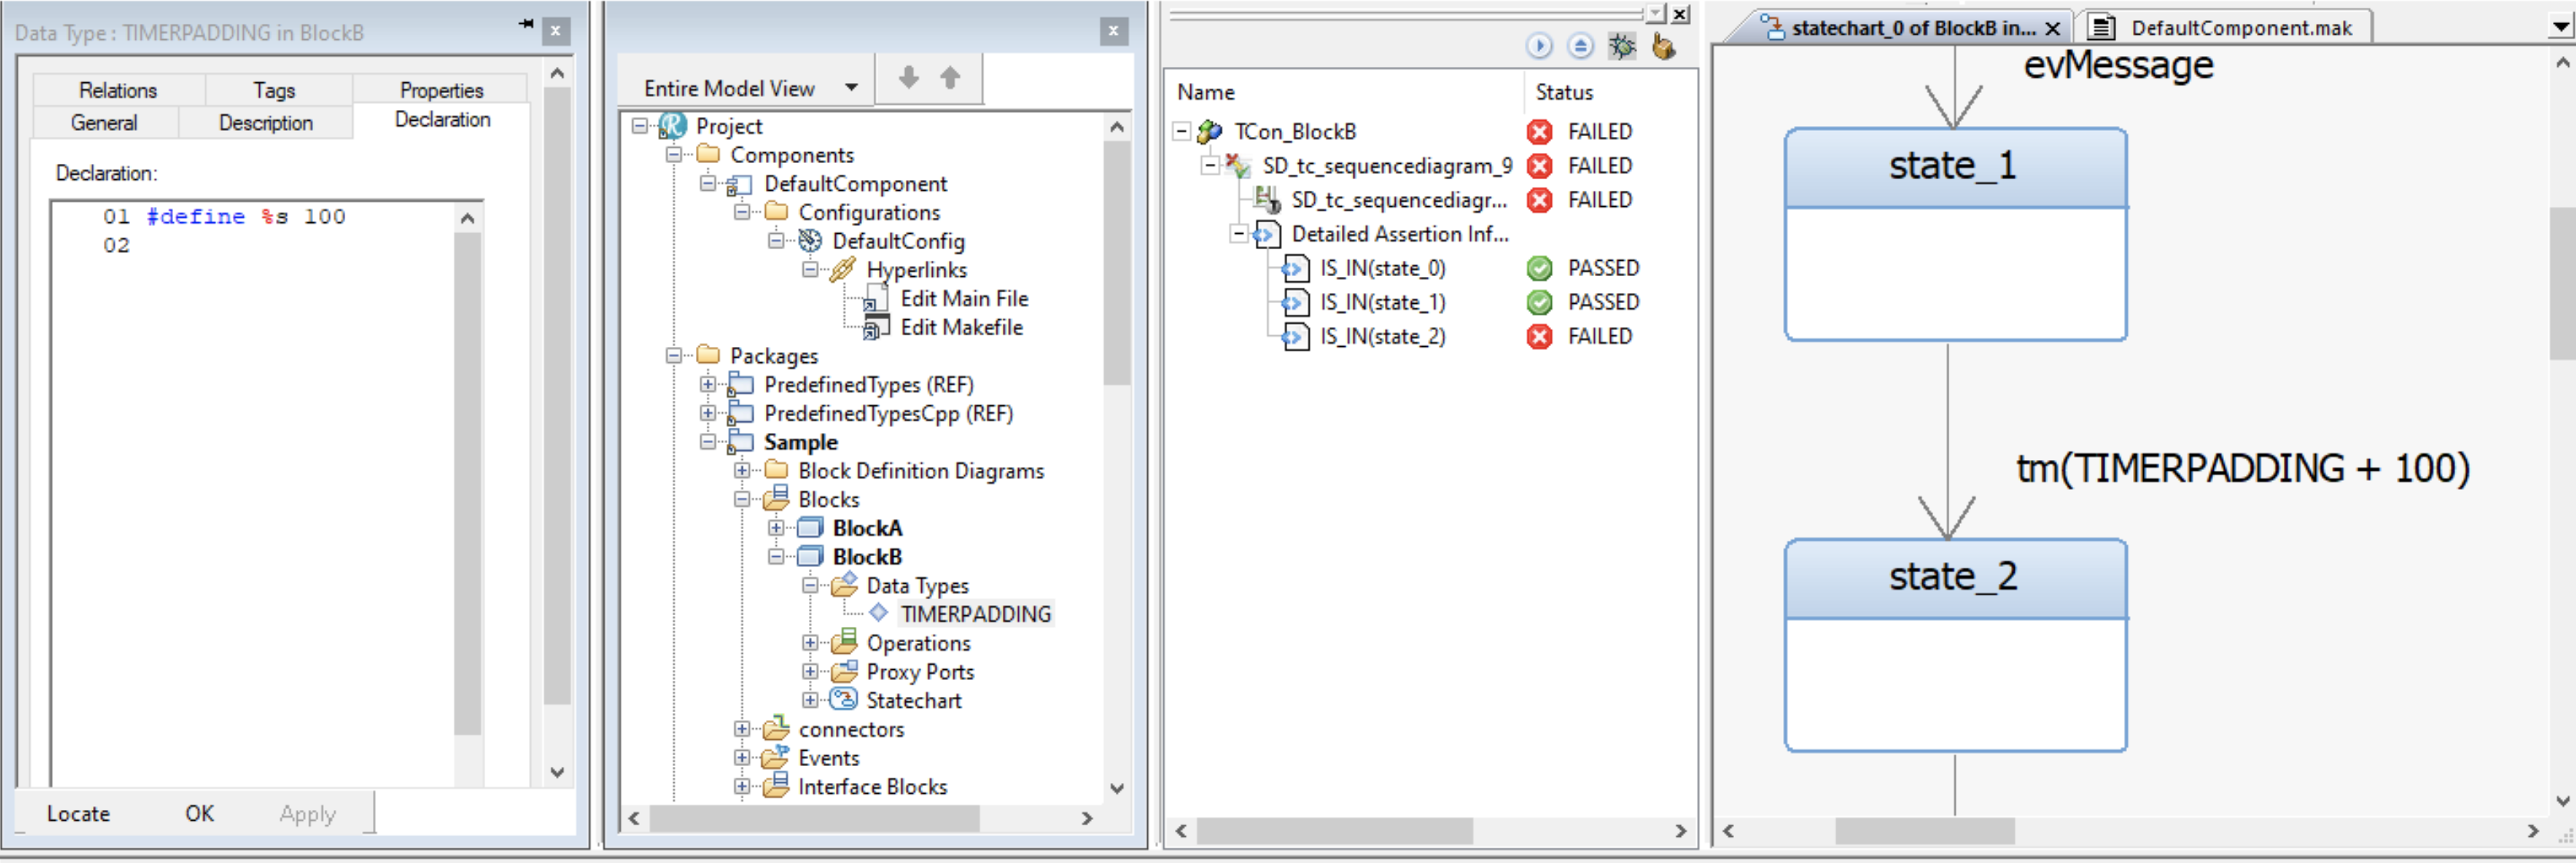 Data Type : TIMERPADDING in BlockB
Relations Tags Properties
General Description Declaration
Declaration:
01 #define %s 100
02
Locate OK Apply
Entire Model View
Project
Components
DefaultComponent
Configurations
DefaultConfig
Hyperlinks
Edit Main File
Edit Makefile
Packages
PredefinedTypes (REF)
PredefinedTypesCpp (REF)
Sample
Block Definition Diagrams
Blocks
BlockA
BlockB
Data Types
TIMERPADDING
Operations
Proxy Ports
Statechart
connectors
Events
Interface Blocks
Name Status
TCon_BlockB FAILED
SD_tc_sequencediagram_9 FAILED
SD_tc_sequencediagr... FAILED
Detailed Assertion Inf...
IS_IN(state_0) PASSED
IS_IN(state_1) PASSED
IS_IN(state_2) FAILED
statechart_0 of BlockB in... DefaultComponent.mak
evMessage
state_1
tm(TIMERPADDING + 100)
state_2